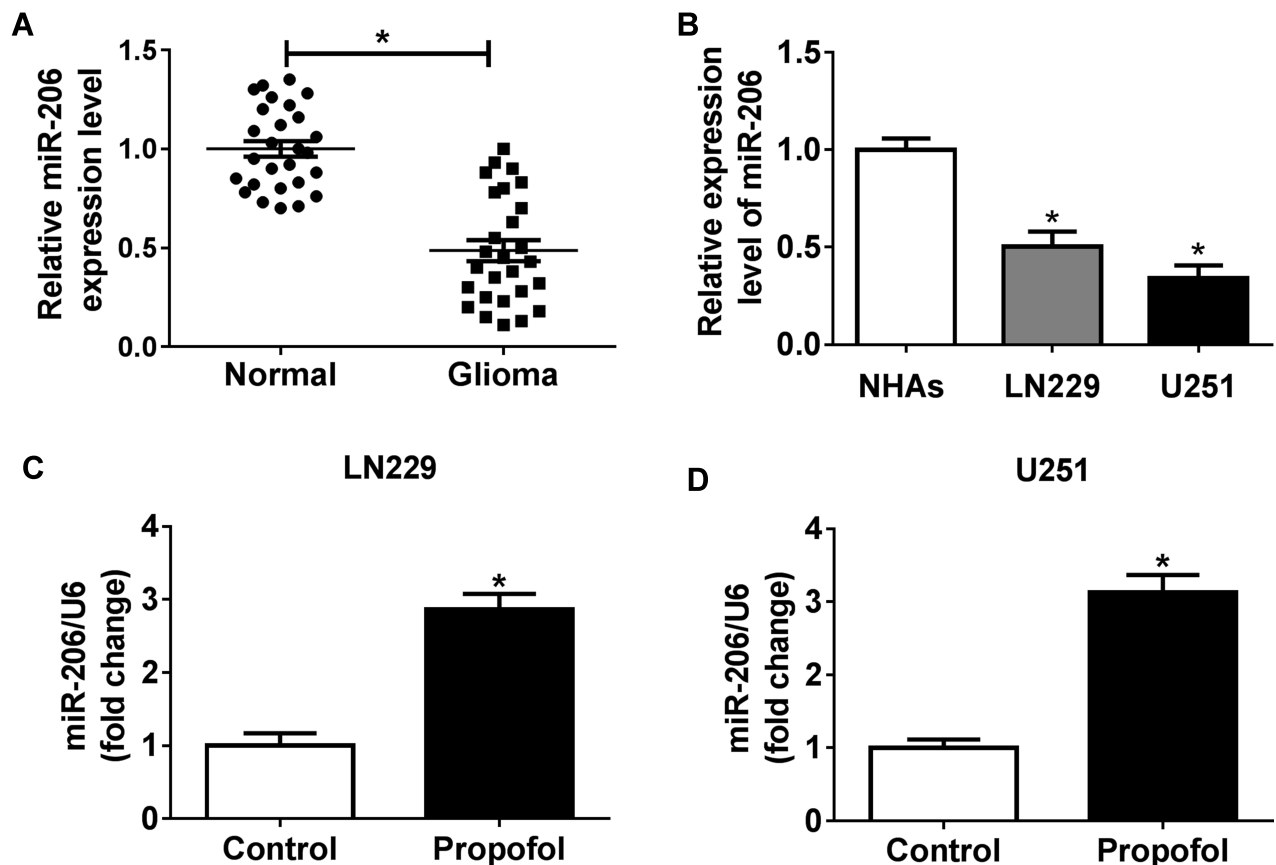 A
Relative miR-206
expression level
1.5
1.0
0.5
0.0
*
Normal
Glioma
B
Relative expression
level of miR-206
1.5
1.0
0.5
0.0
*
*
NHAs
LN229
U251
C
LN229
miR-206/U6
(fold change)
4
3
2
1
0
*
Control
Propofol
D
U251
miR-206/U6
(fold change)
4
3
2
1
0
*
Control
Propofol